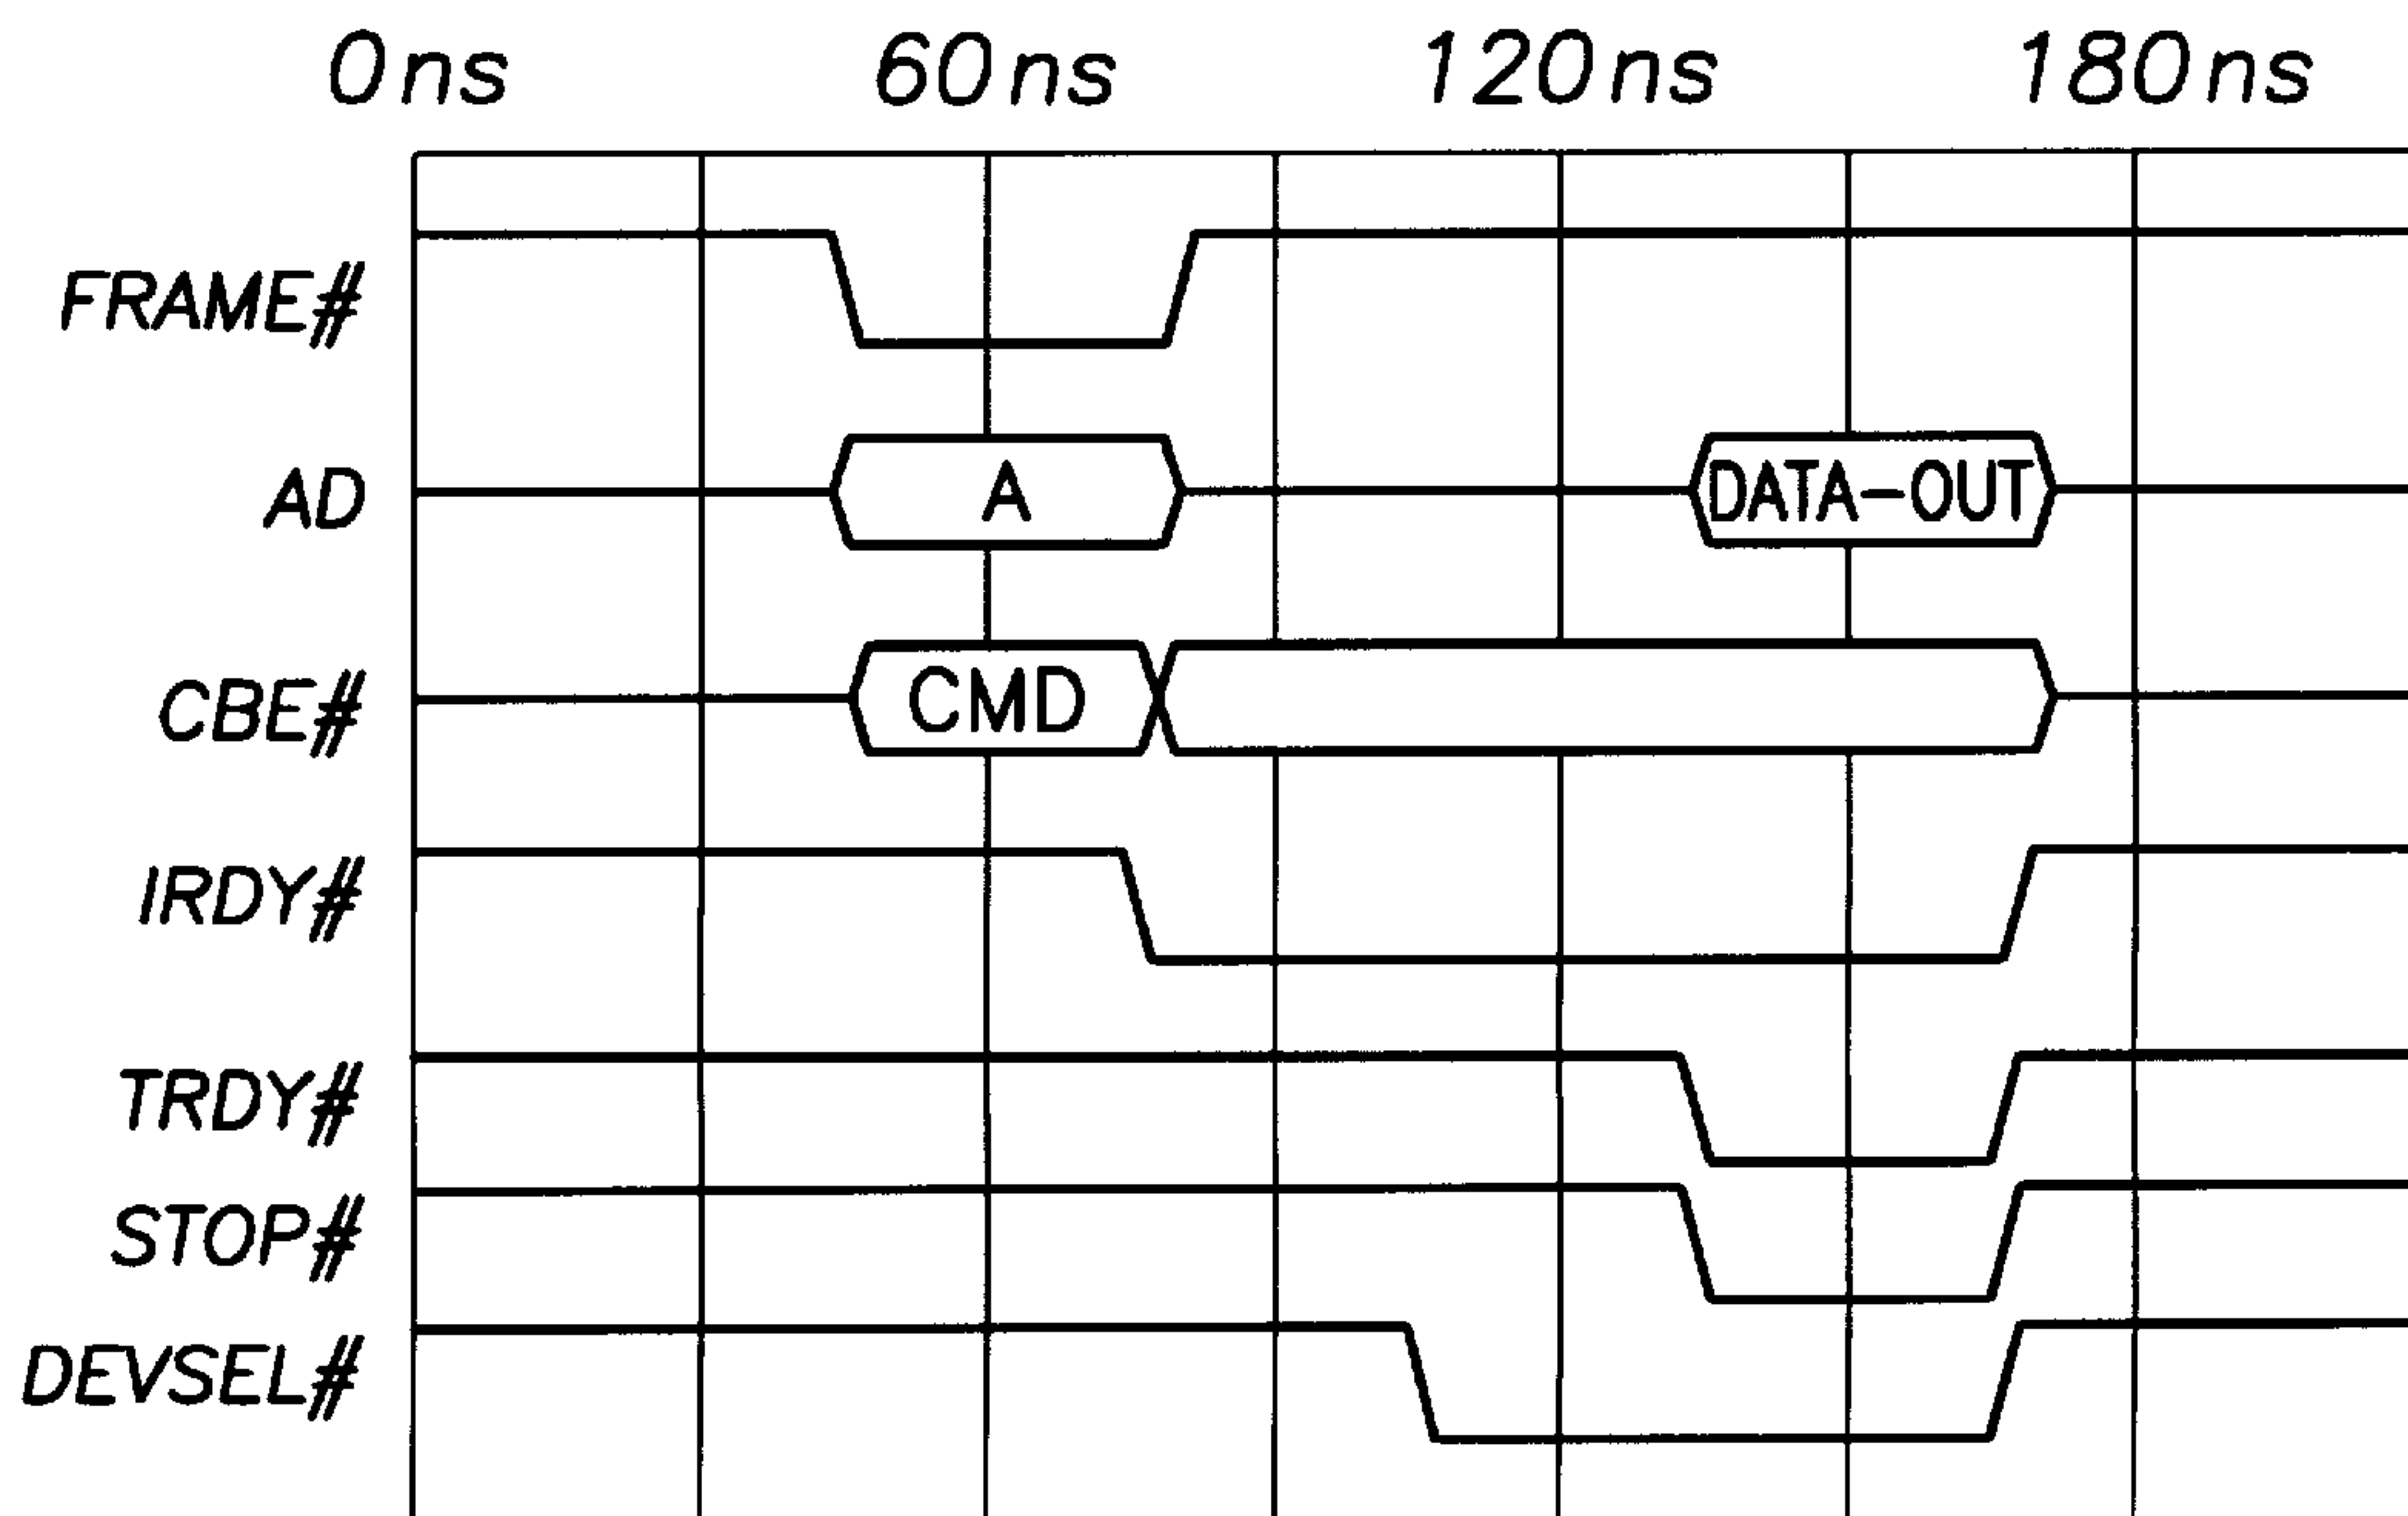 0ns 60ns 120ns 180ns
FRAME#
AD A DATA-OUT
CBE# CMD
IRDY#
TRDY#
STOP#
DEVSEL#